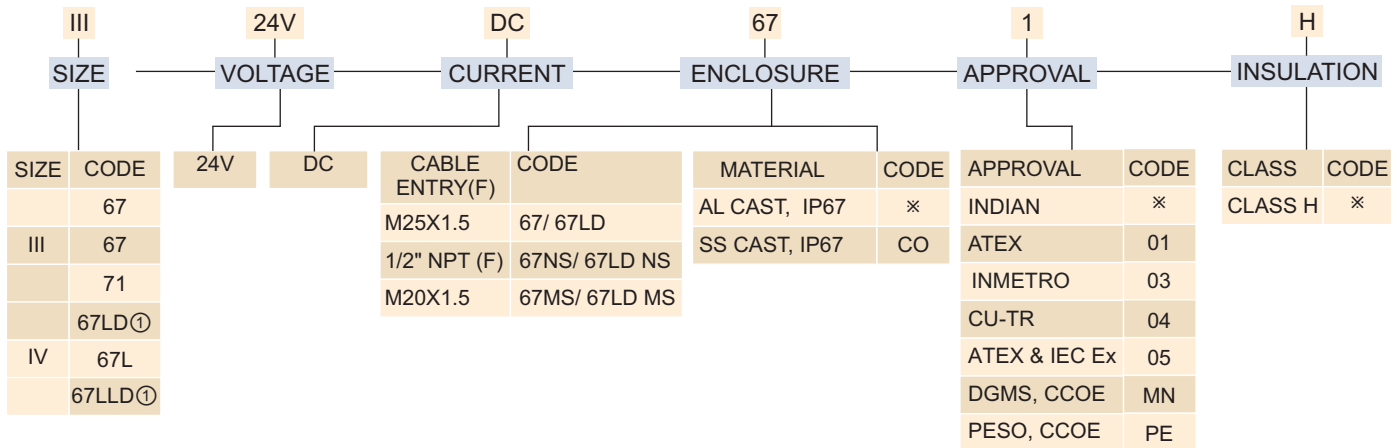 III 24V DC 67 1 H
SIZE VOLTAGE CURRENT ENCLOSURE APPROVAL INSULATION
SIZE CODE
67
III 67
71
67LD①
IV 67L
67LLD①
24V
DC
CABLE ENTRY(F) CODE
M25X1.5 67/ 67LD
1/2" NPT (F) 67NS/ 67LD NS
M20X1.5 67MS/ 67LD MS
MATERIAL CODE
AL CAST, IP67 ※
SS CAST, IP67 CO
APPROVAL CODE
INDIAN ※
ATEX 01
INMETRO 03
CU-TR 04
ATEX & IEC Ex 05
DGMS, CCOE MN
PESO, CCOE PE
CLASS CODE
CLASS H ※